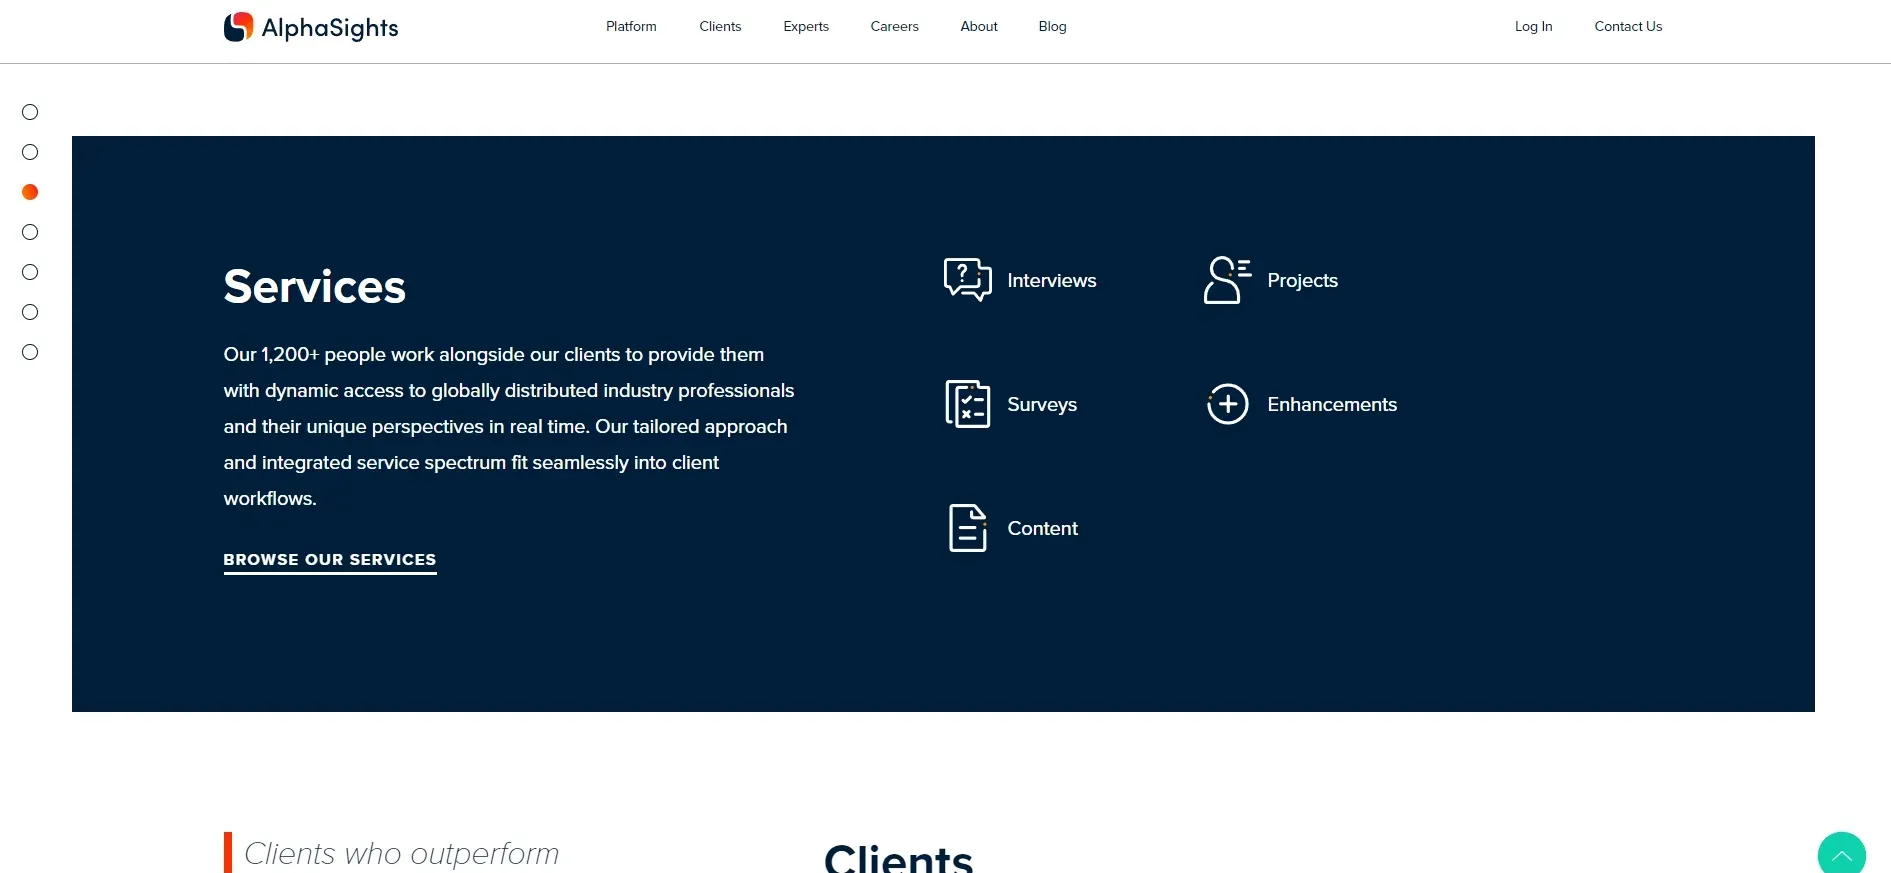 AlphaSights
Platform
Clients
Experts
Careers
About
Blog
Log In
Contact Us
Services
Our 1,200+ people work alongside our clients to provide them
with dynamic access to globally distributed industry professionals
and their unique perspectives in real time. Our tailored approach
and integrated service spectrum fit seamlessly into client
workflows.
BROWSE OUR SERVICES
Interviews
Projects
Surveys
Enhancements
Content
Clients who outperform
Clients